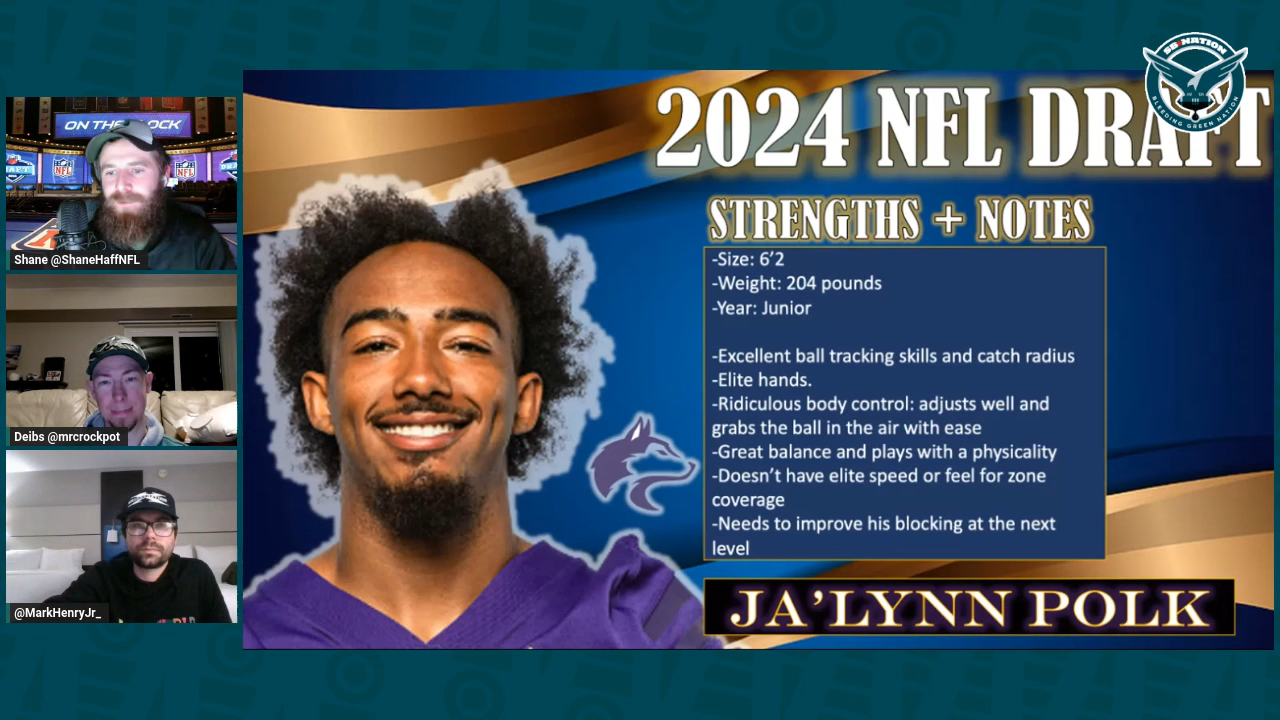 SB NATION
BLEEDING GREEN NATION
2024 NFL DRAFT
STRENGTHS + NOTES
-Size: 6’2
-Weight: 204 pounds
-Year: Junior
-Excellent ball tracking skills and catch radius
-Elite hands.
-Ridiculous body control: adjusts well and
grabs the ball in the air with ease
-Great balance and plays with a physicality
-Doesn’t have elite speed or feel for zone
coverage
-Needs to improve his blocking at the next
level
JA’LYNN POLK
ON THE CLOCK
NFL
NFL
Shane @ShaneHaffNFL
Deibs @mrcrockpot
@MarkHenryJr_